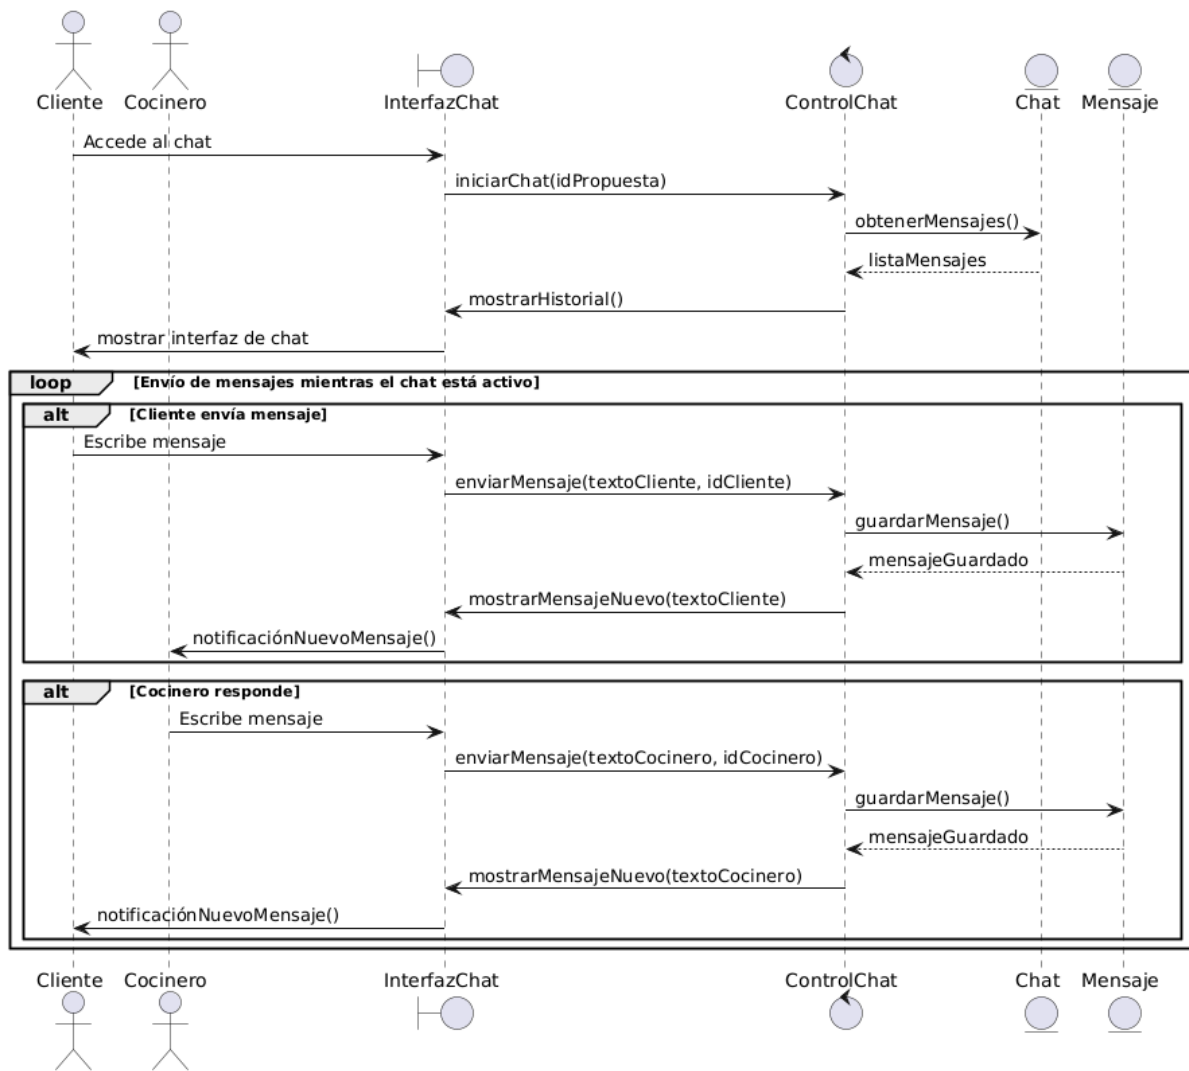 Cliente Cocinero InterfazChat ControlChat Chat Mensaje
Accede al chat
iniciarChat(idPropuesta)
obtenerMensajes()
listaMensajes
mostrarHistorial()
mostrar interfaz de chat
loop [Envío de mensajes mientras el chat está activo]
alt [Cliente envía mensaje]
Escribe mensaje
enviarMensaje(textoCliente, idCliente)
guardarMensaje()
mensajeGuardado
mostrarMensajeNuevo(textoCliente)
notificaciónNuevoMensaje()
alt [Cocinero responde]
Escribe mensaje
enviarMensaje(textoCocinero, idCocinero)
guardarMensaje()
mensajeGuardado
mostrarMensajeNuevo(textoCocinero)
notificaciónNuevoMensaje()
Cliente Cocinero InterfazChat ControlChat Chat Mensaje